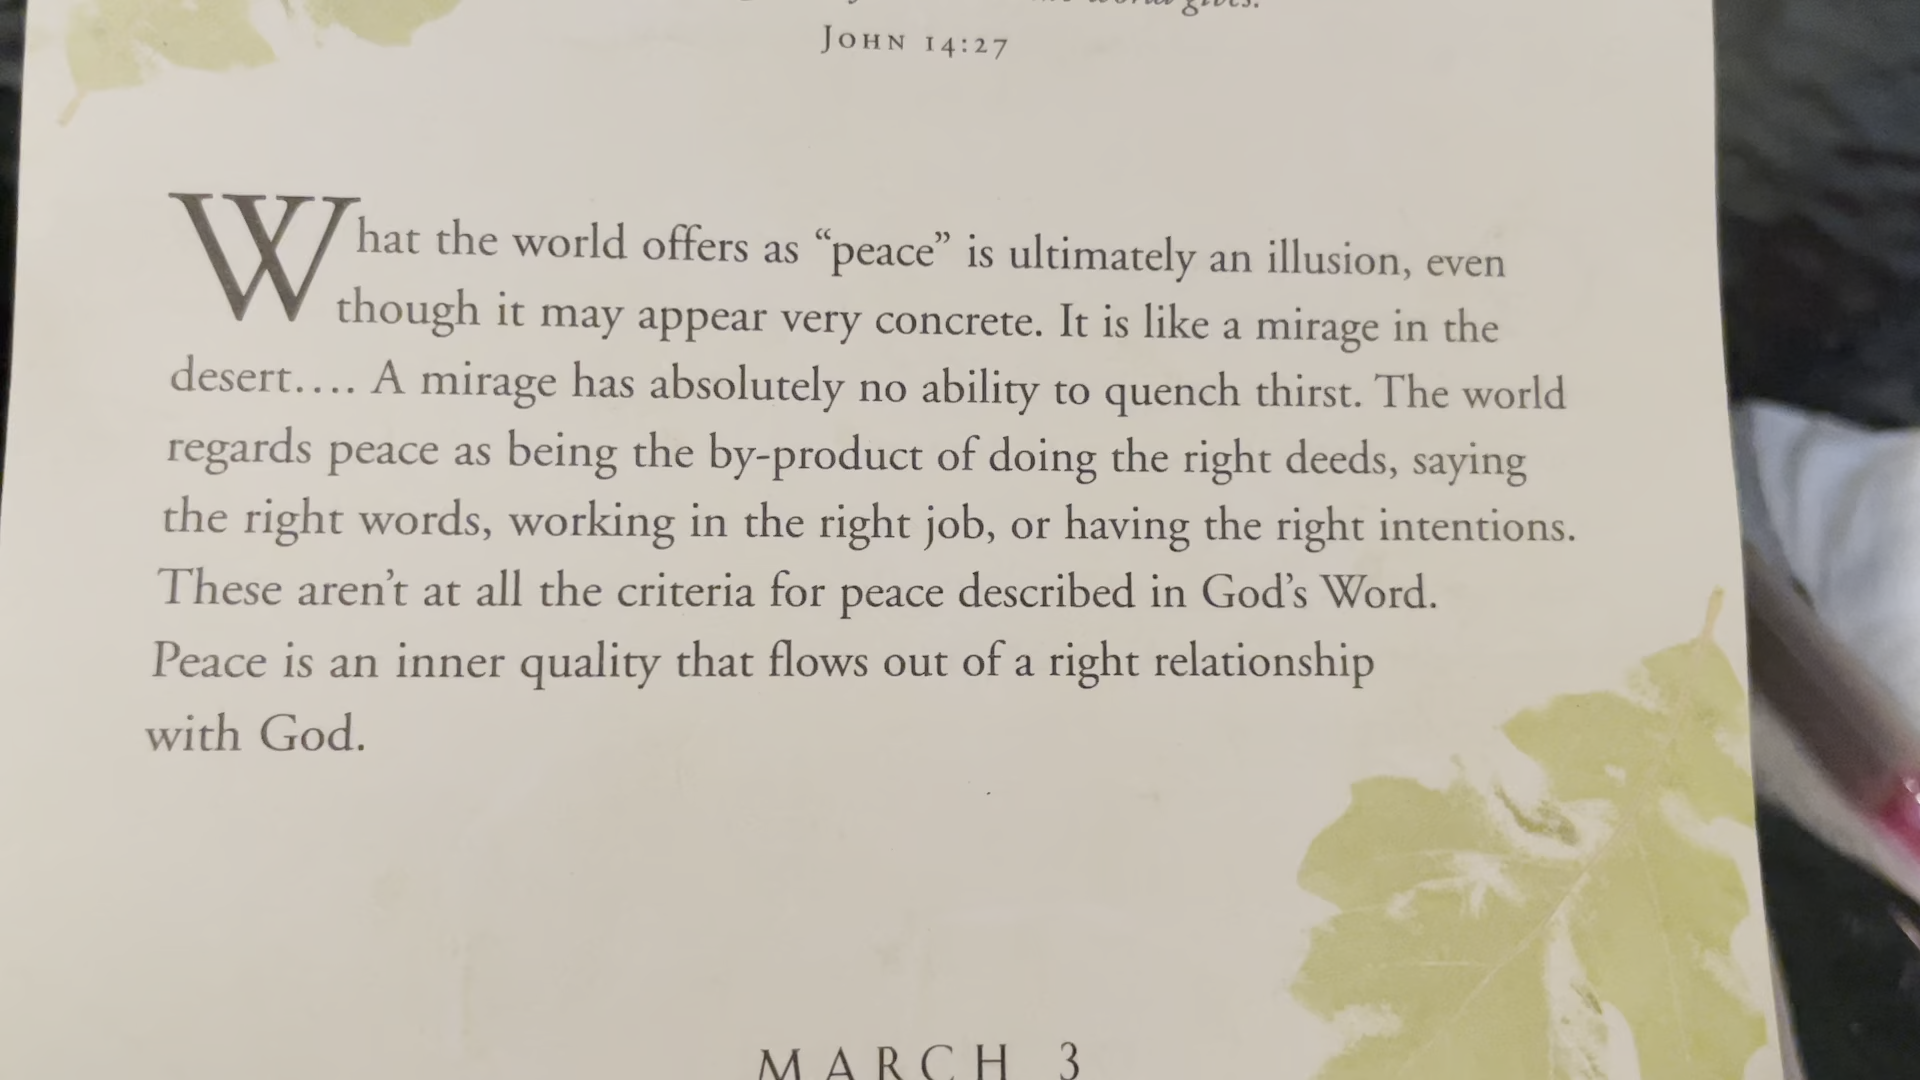 world gives.
JOHN 14:27
What the world offers as “peace” is ultimately an illusion, even
though it may appear very concrete. It is like a mirage in the
desert.... A mirage has absolutely no ability to quench thirst. The world
regards peace as being the by-product of doing the right deeds, saying
the right words, working in the right job, or having the right intentions.
These aren’t at all the criteria for peace described in God’s Word.
Peace is an inner quality that flows out of a right relationship
with God.
MARCH 3